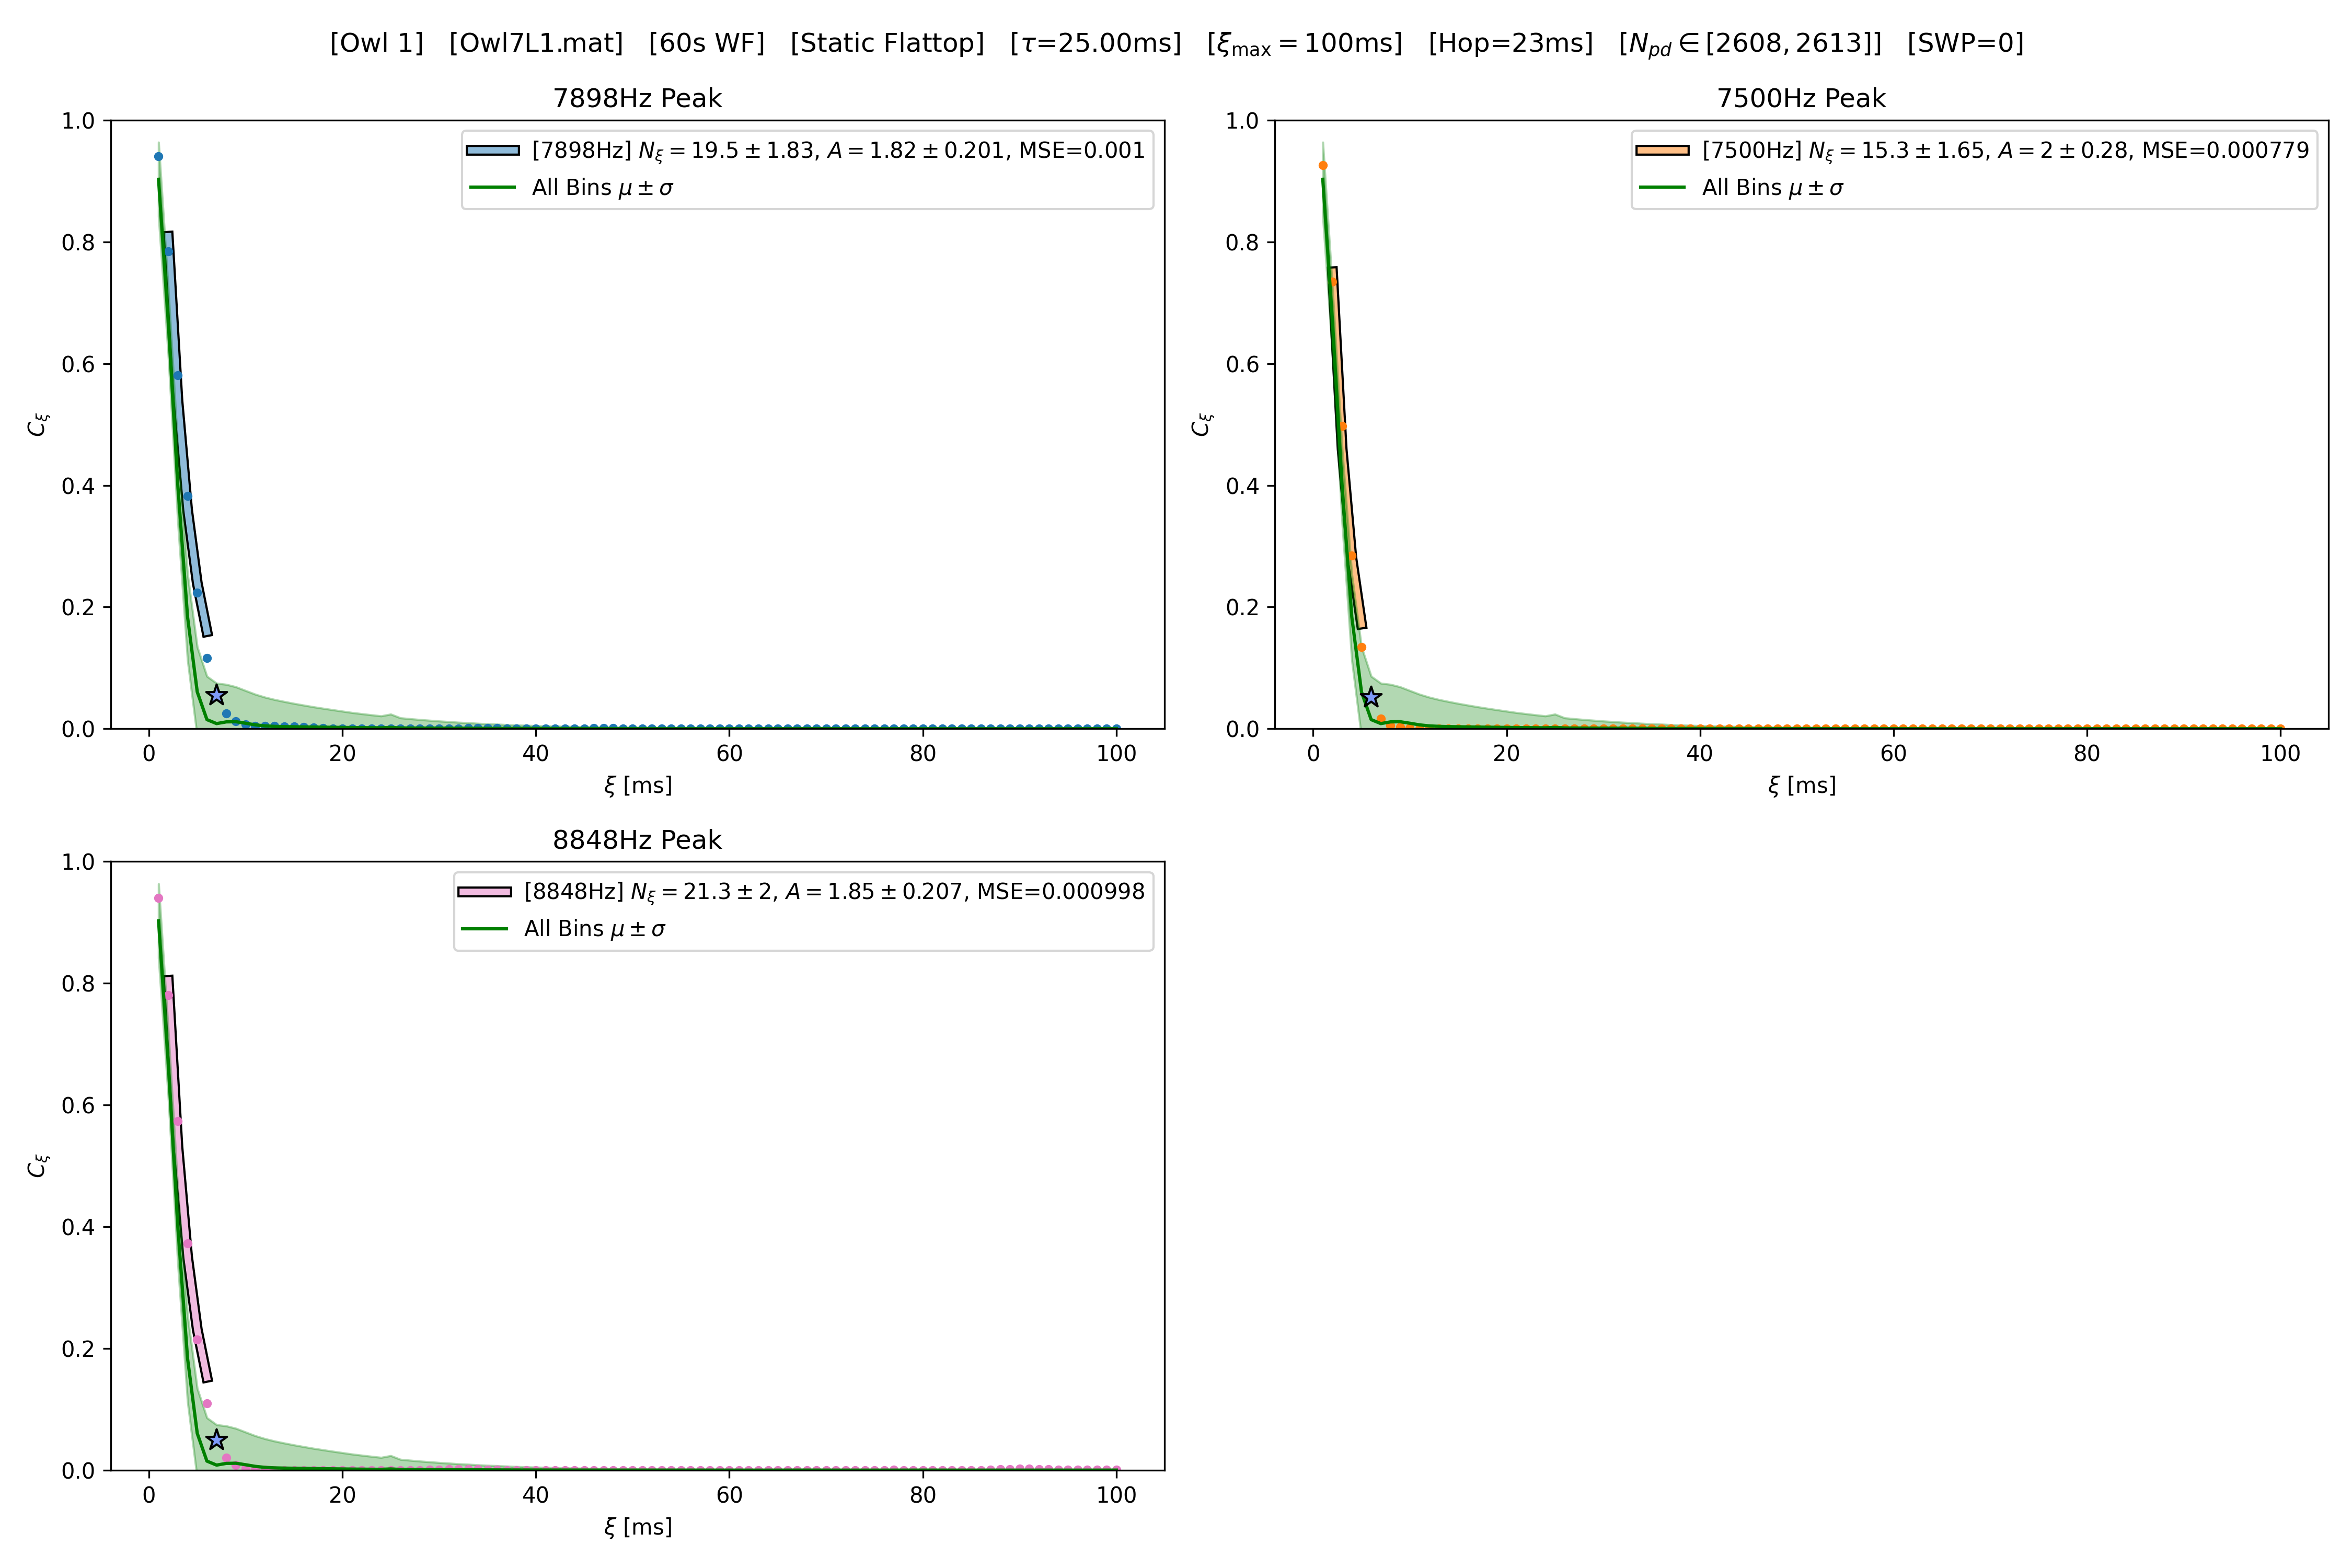 [Owl 1] [Owl7L1.mat] [60s WF] [Static Flattop] [τ=25.00ms] [ξmax = 100ms] [Hop=23ms] [Npd ∈ [2608, 2613]] [SWP=0]
7898Hz Peak
1.0
0.8
0.6
0.4
0.2
0.0
Cξ
[7898Hz] Nξ = 19.5 ± 1.83, A = 1.82 ± 0.201, MSE=0.001
All Bins μ ± σ
0 20 40 60 80 100
ξ [ms]
7500Hz Peak
1.0
0.8
0.6
0.4
0.2
0.0
Cξ
[7500Hz] Nξ = 15.3 ± 1.65, A = 2 ± 0.28, MSE=0.000779
All Bins μ ± σ
0 20 40 60 80 100
ξ [ms]
8848Hz Peak
1.0
0.8
0.6
0.4
0.2
0.0
Cξ
[8848Hz] Nξ = 21.3 ± 2, A = 1.85 ± 0.207, MSE=0.000998
All Bins μ ± σ
0 20 40 60 80 100
ξ [ms]